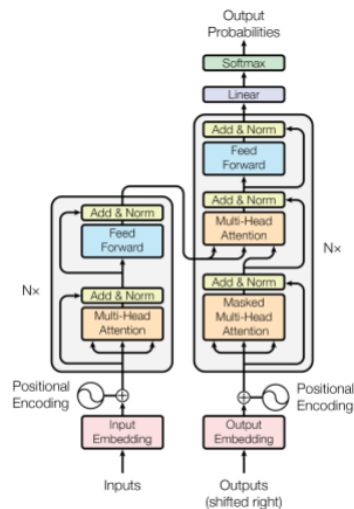 Output
Probabilities
Softmax
Linear
Add & Norm
Feed
Forward
Add & Norm
Multi-Head
Attention
Add & Norm
Masked
Multi-Head
Attention
N×
Add & Norm
Feed
Forward
Add & Norm
Multi-Head
Attention
N×
Positional
Encoding
Positional
Encoding
Input
Embedding
Output
Embedding
Inputs
Outputs
(shifted right)